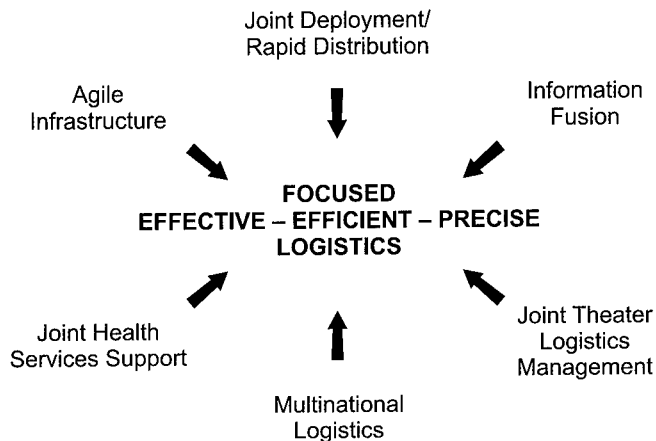 Joint Deployment/
Rapid Distribution
Agile
Infrastructure
Information
Fusion
FOCUSED
EFFECTIVE – EFFICIENT – PRECISE
LOGISTICS
Joint Health
Services Support
Joint Theater
Logistics
Management
Multinational
Logistics